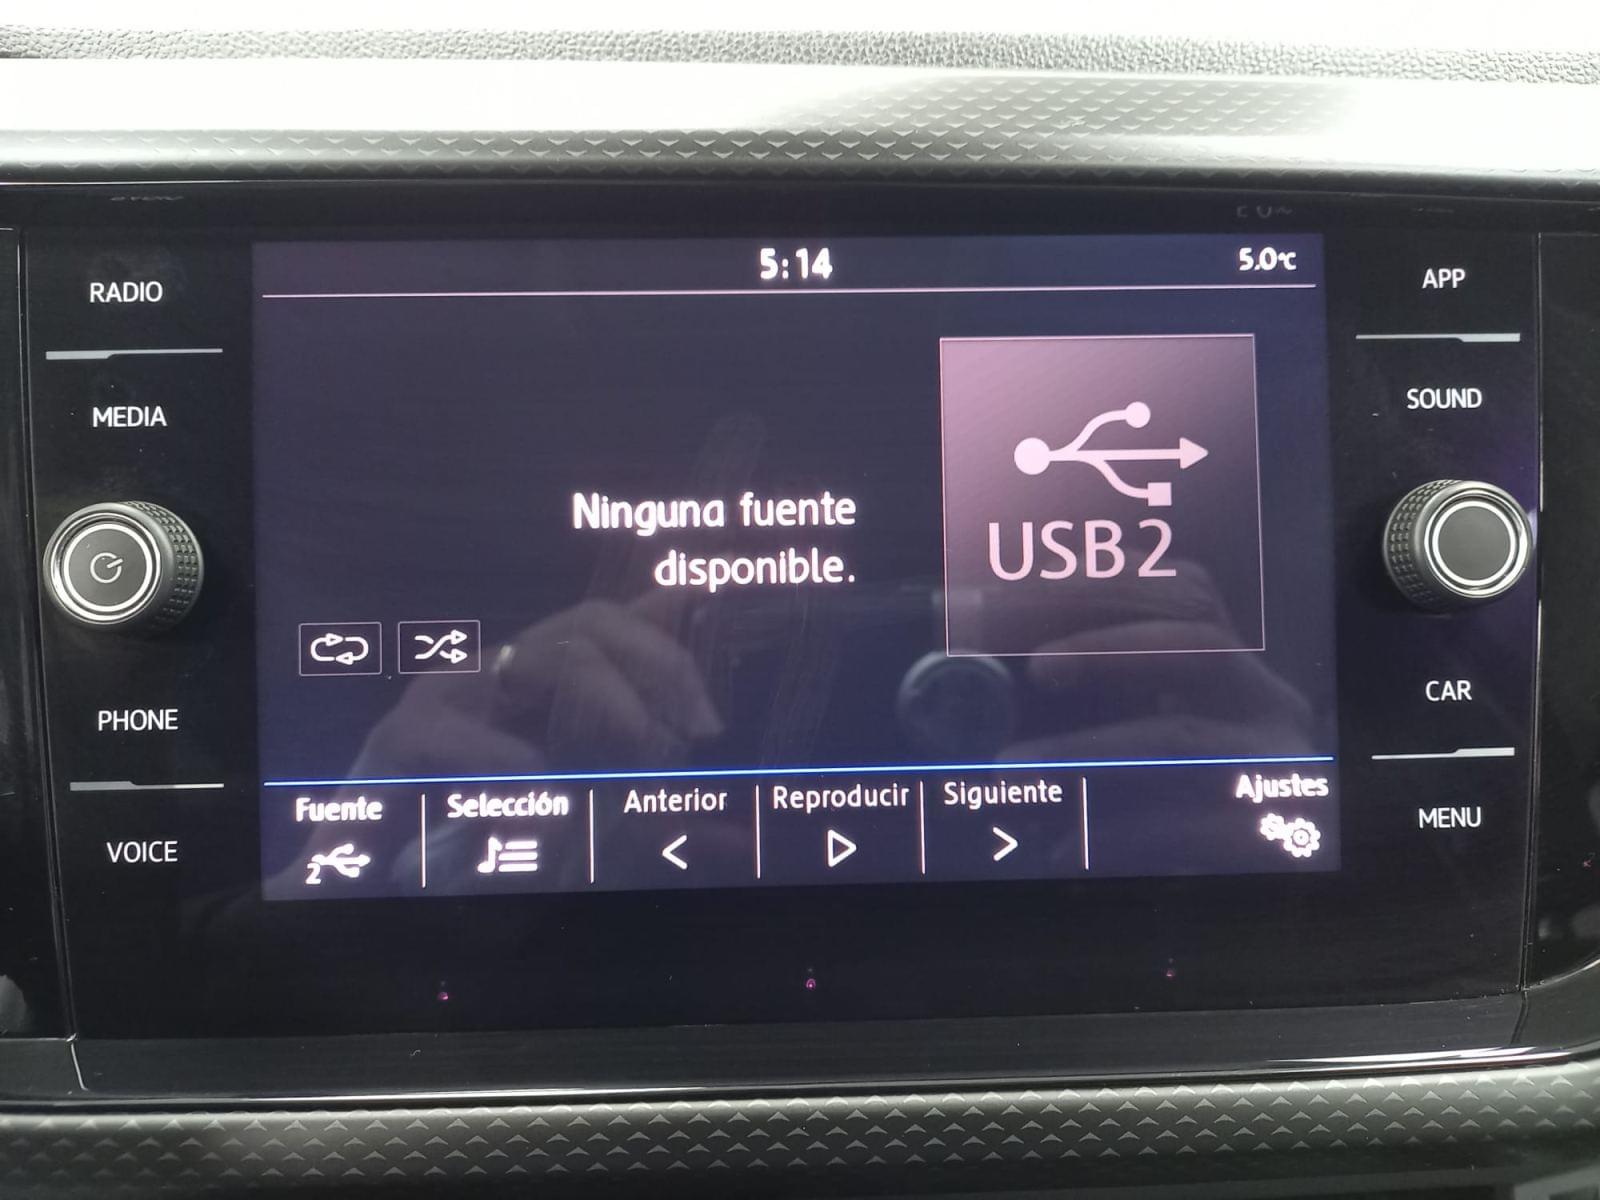 5:14
5.0°C
RADIO
MEDIA
PHONE
VOICE
Ninguna fuente
disponible.
USB2
Fuente
2
Selección
Anterior
Reproducir
Siguiente
Ajustes
APP
SOUND
CAR
MENU